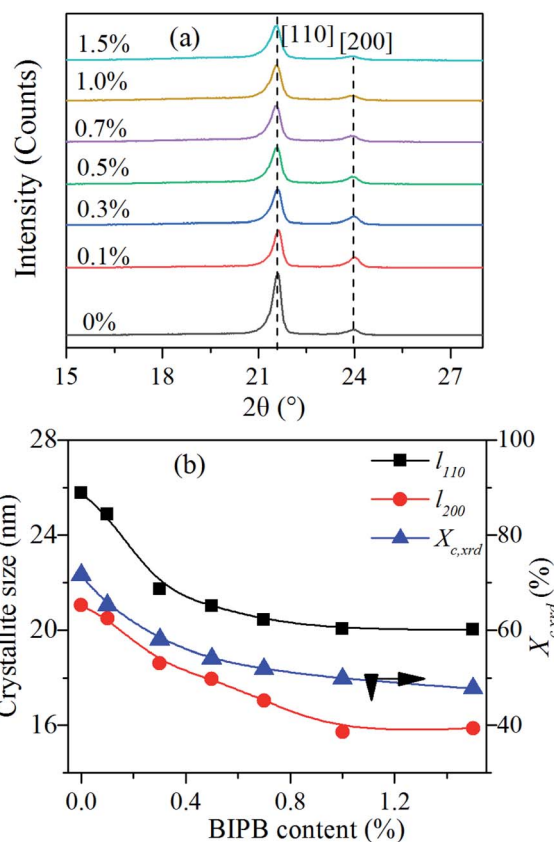 (a)
[110]
[200]
1.5%
1.0%
0.7%
0.5%
0.3%
0.1%
0%
Intensity (Counts)
15 18 21 24 27
2θ (°)
(b)
l110
l200
Xc,xrd
28
24
20
16
Crystallite size (nm)
100
80
60
40
Xc,xrd (%)
0.0 0.4 0.8 1.2
BIPB content (%)